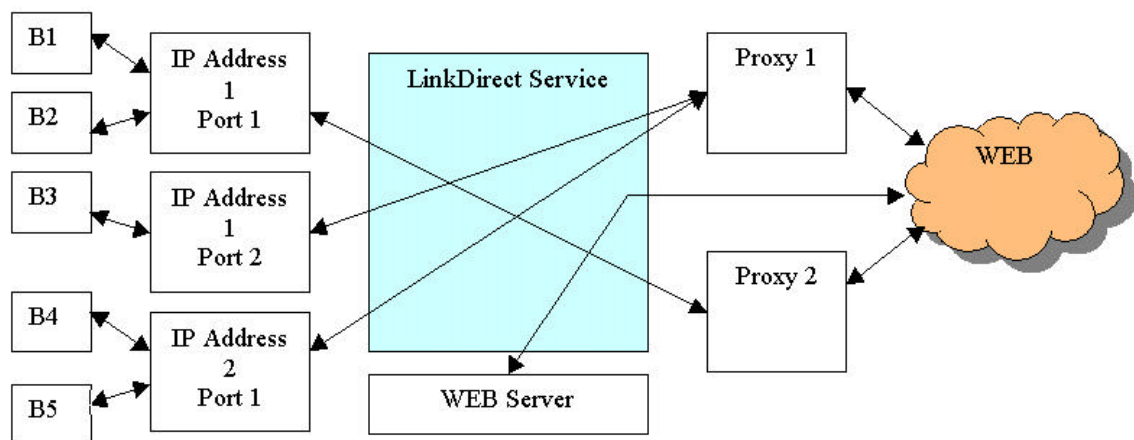 B1
B2
B3
B4
B5
IP Address
1
Port 1
IP Address
1
Port 2
IP Address
2
Port 1
LinkDirect Service
WEB Server
Proxy 1
Proxy 2
WEB